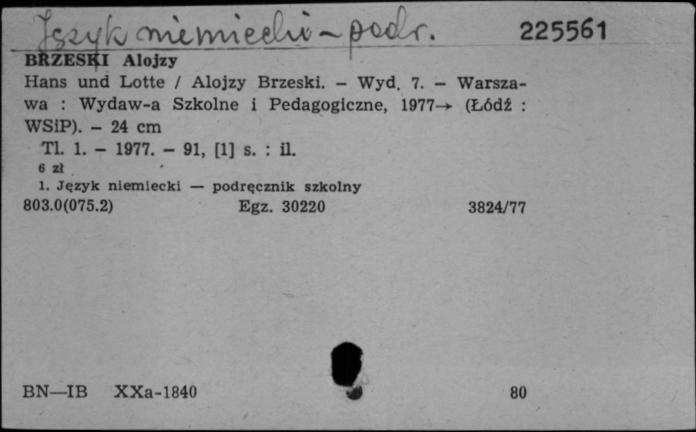 Język niemiecki – podr. 225561
BRZESKI Alojzy
Hans und Lotte / Alojzy Brzeski. – Wyd. 7. – Warsza-
wa : Wydaw-a Szkolne i Pedagogiczne, 1977→ (Łódź :
WSiP). – 24 cm
Tl. 1. – 1977. – 91, [1] s. : il.
6 zł
1. Język niemiecki — podręcznik szkolny
803.0(075.2) Egz. 30220 3824/77
BN—IB XXa-1840 80